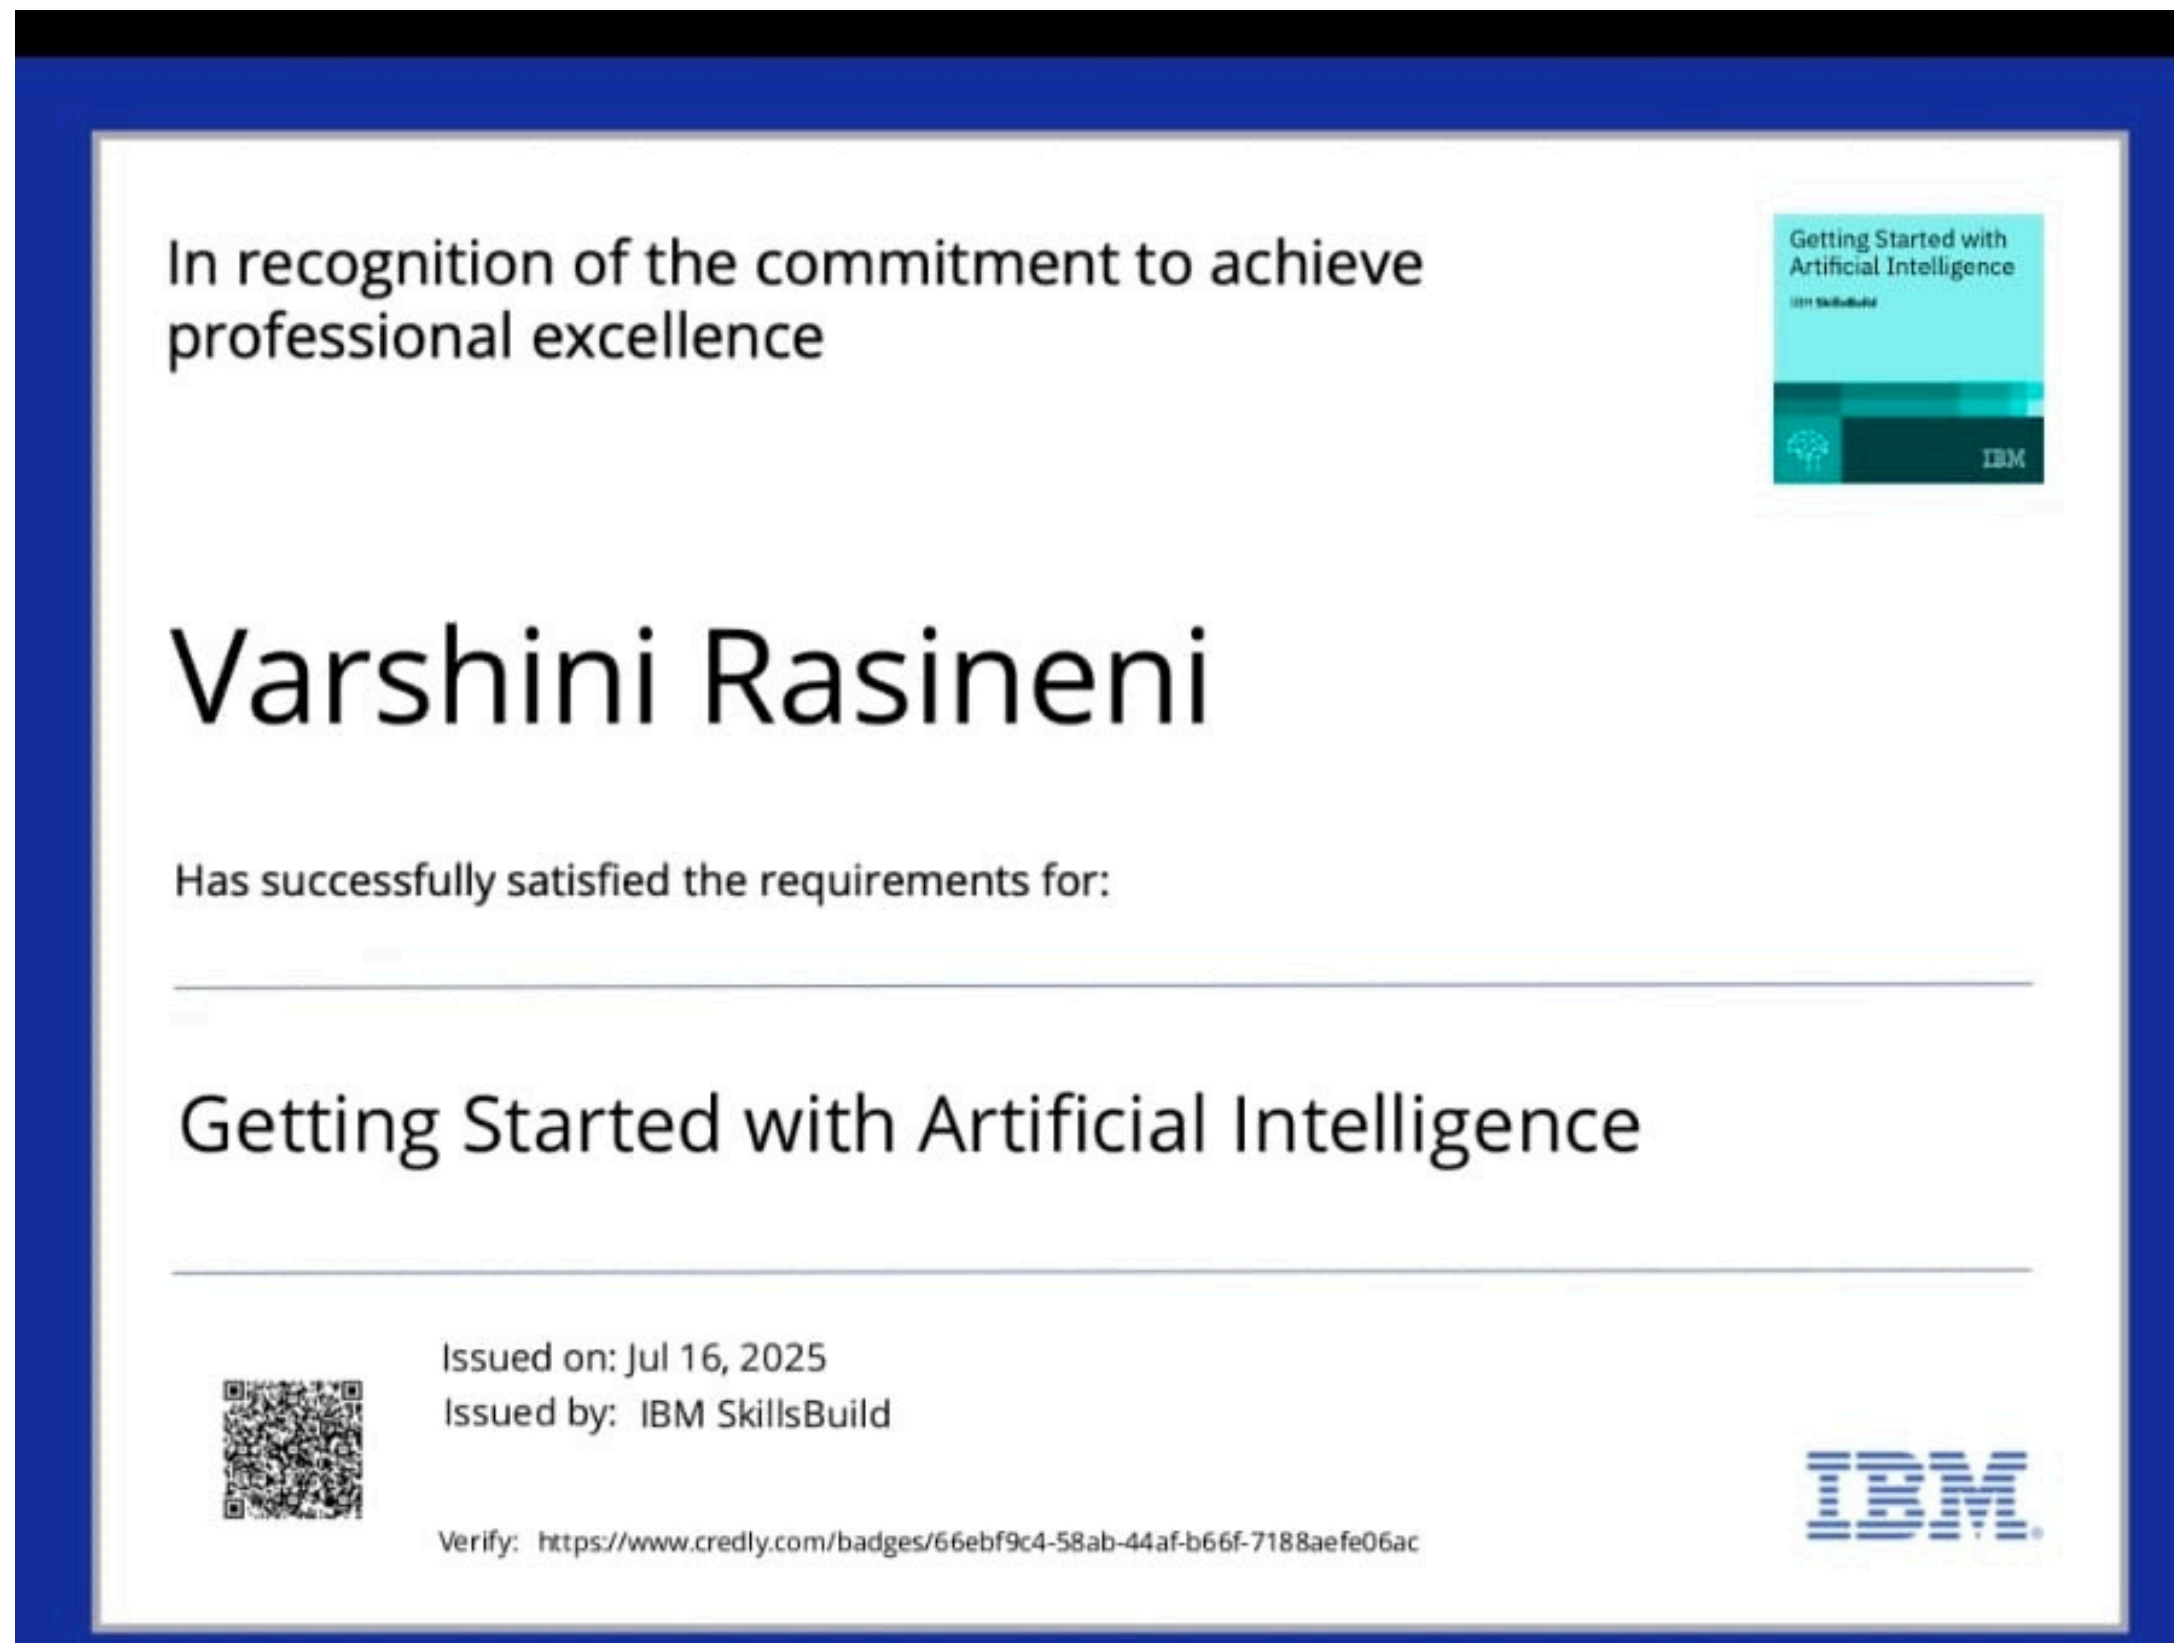 In recognition of the commitment to achieve
professional excellence
Getting Started with
Artificial Intelligence
IBM SkillsBuild
IBM
Varshini Rasineni
Has successfully satisfied the requirements for:
Getting Started with Artificial Intelligence
Issued on: Jul 16, 2025
Issued by: IBM SkillsBuild
Verify: https://www.credly.com/badges/66ebf9c4-58ab-44af-b66f-7188aefe06ac
IBM®